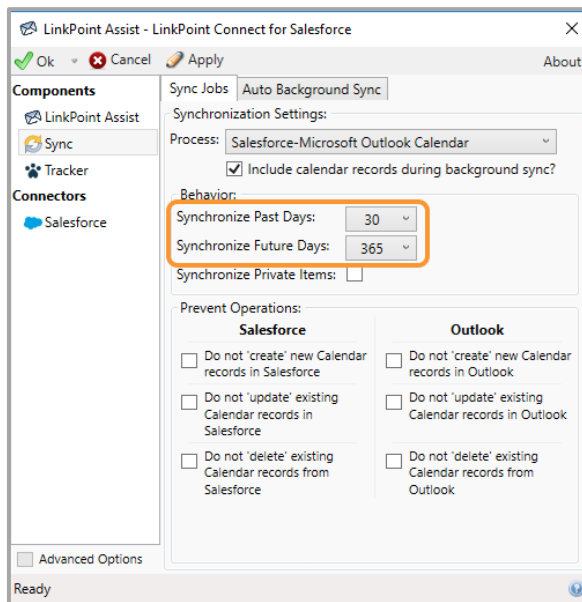 LinkPoint Assist - LinkPoint Connect for Salesforce
Ok Cancel Apply About
Components
LinkPoint Assist
Sync
Tracker
Connectors
Salesforce
Advanced Options
Sync Jobs Auto Background Sync
Synchronization Settings:
Process: Salesforce-Microsoft Outlook Calendar
Include calendar records during background sync?
Behavior:
Synchronize Past Days: 30
Synchronize Future Days: 365
Synchronize Private Items:
Prevent Operations:
Salesforce
Do not 'create' new Calendar
records in Salesforce
Do not 'update' existing
Calendar records in
Salesforce
Do not 'delete' existing
Calendar records from
Salesforce
Outlook
Do not 'create' new Calendar
records in Outlook
Do not 'update' existing
Calendar records in Outlook
Do not 'delete' existing
Calendar records from
Outlook
Ready